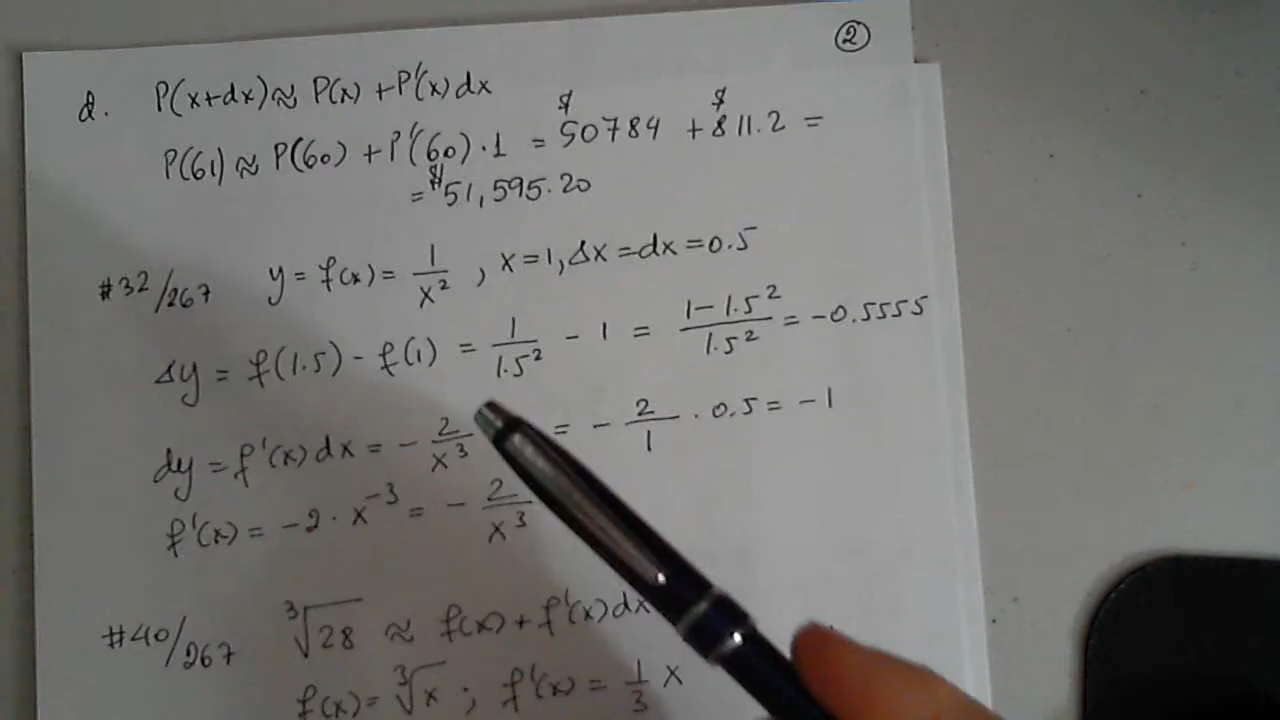 ②
d. P(x+dx) ≈ P(x) + P'(x)dx
P(61) ≈ P(60) + P'(60)·1 = $50784 + $811.2 =
= $51,595.20
#32/267 y = f(x) = 1/x², x=1, Δx=dx=0.5
Δy = f(1.5) - f(1) = 1/1.5² - 1 = (1-1.5²)/1.5² = -0.5555
dy = f'(x)dx = - 2/x³ = - 2/1 · 0.5 = -1
f'(x) = -2·x⁻³ = - 2/x³
#40/267 ∛28 ≈ f(x) + f'(x)dx
f(x) = ∛x ; f'(x) = 1/3 x